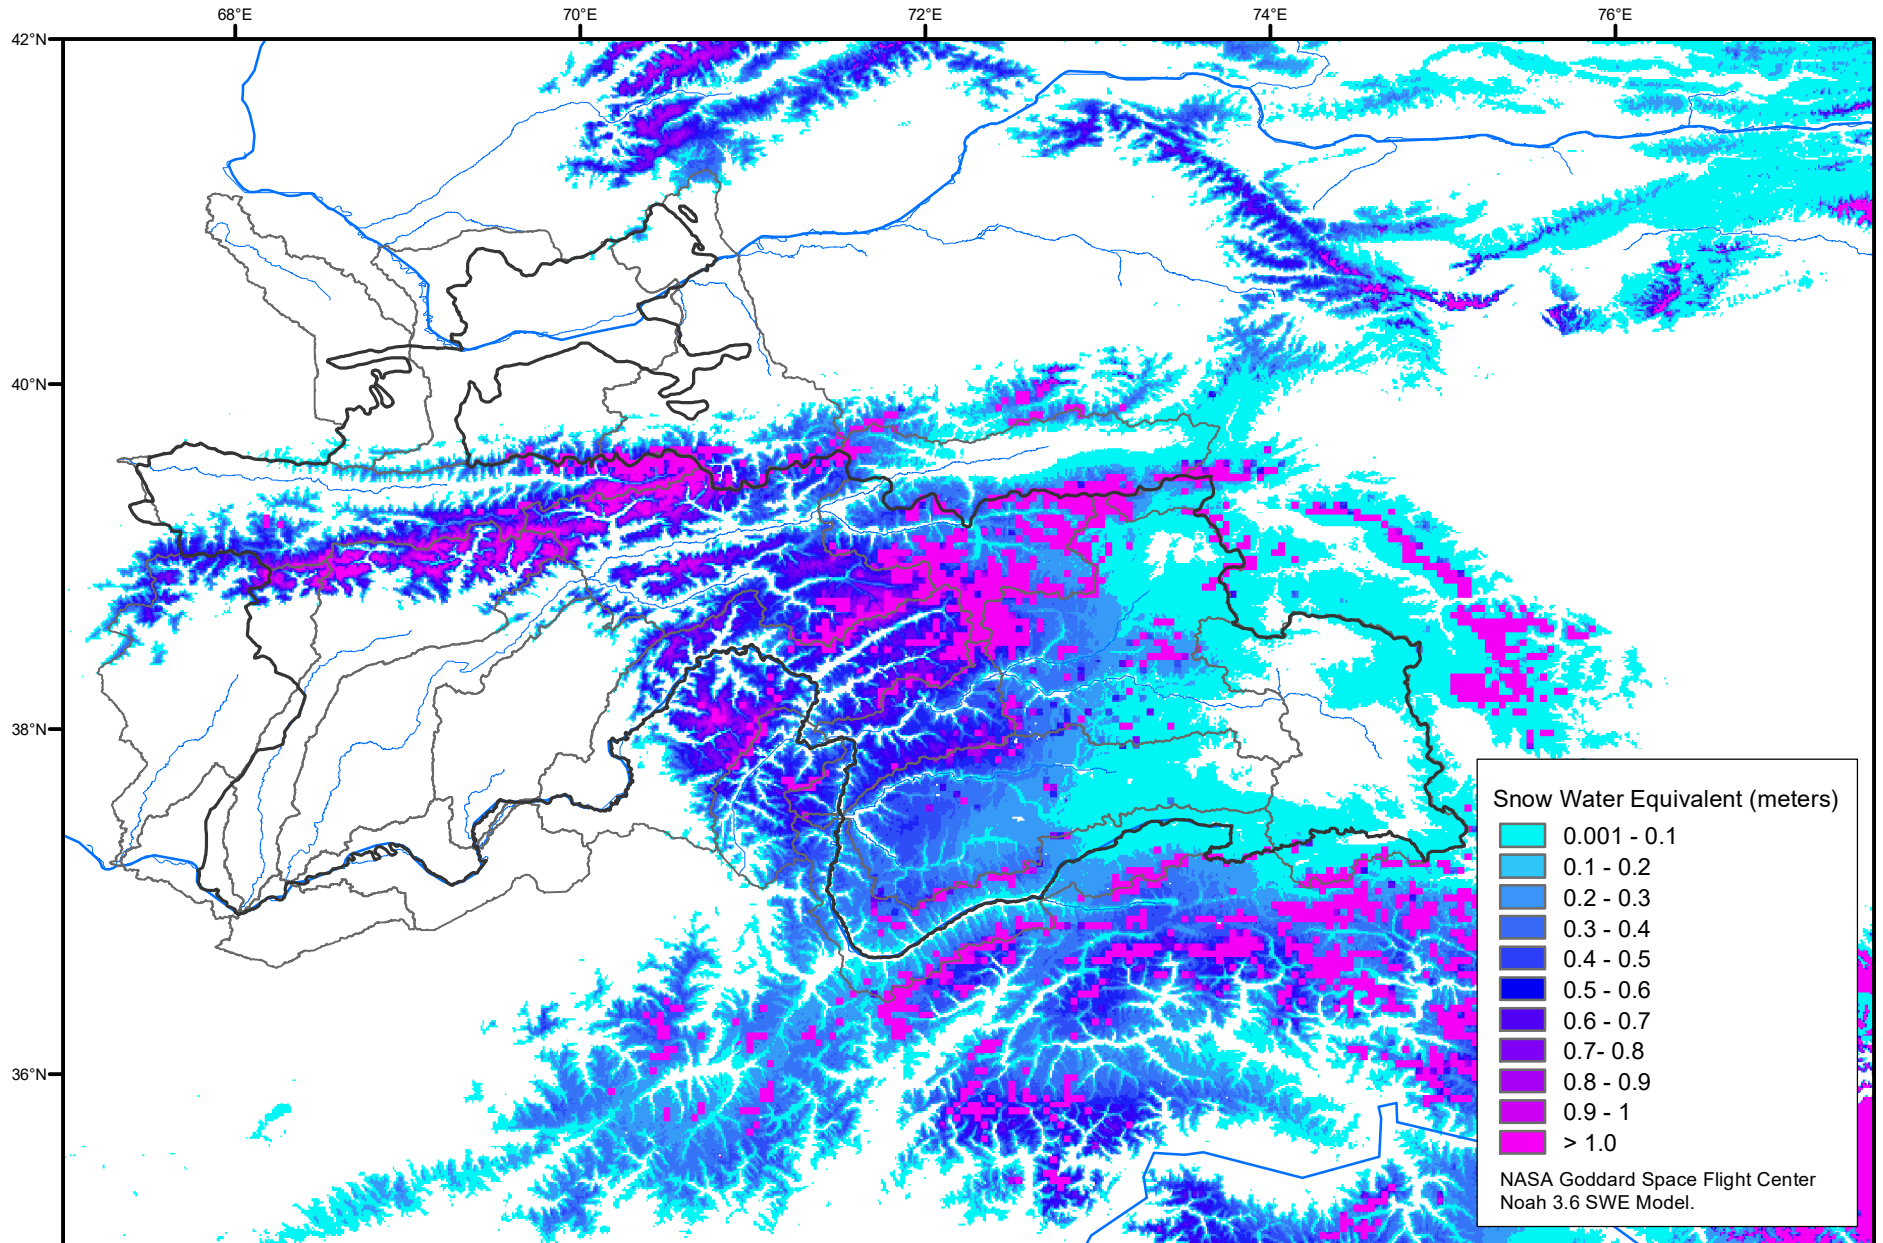 68°E
70°E
72°E
74°E
76°E
42°N
40°N
38°N
36°N
Snow Water Equivalent (meters)
0.001 - 0.1
0.1 - 0.2
0.2 - 0.3
0.3 - 0.4
0.4 - 0.5
0.5 - 0.6
0.6 - 0.7
0.7- 0.8
0.8 - 0.9
0.9 - 1
> 1.0
NASA Goddard Space Flight Center
Noah 3.6 SWE Model.